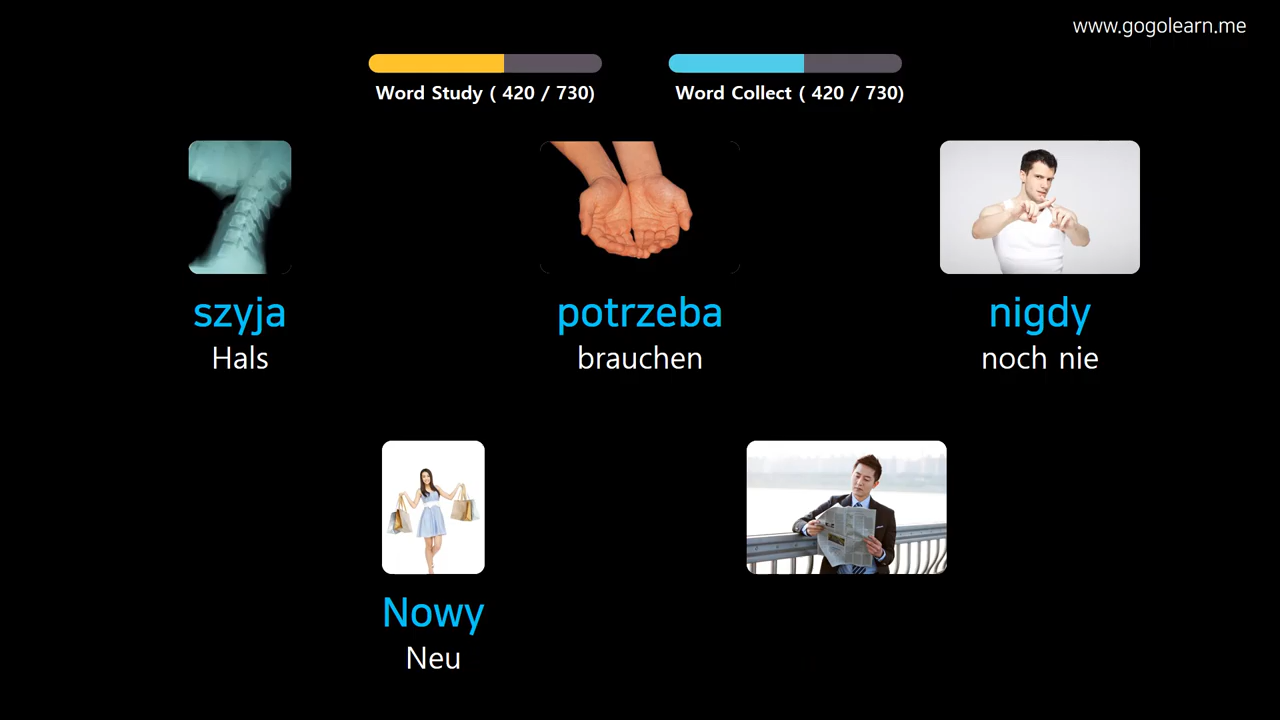 www.gogolearn.me
Word Study ( 420 / 730)
Word Collect ( 420 / 730)
szyja
Hals
potrzeba
brauchen
nigdy
noch nie
Nowy
Neu